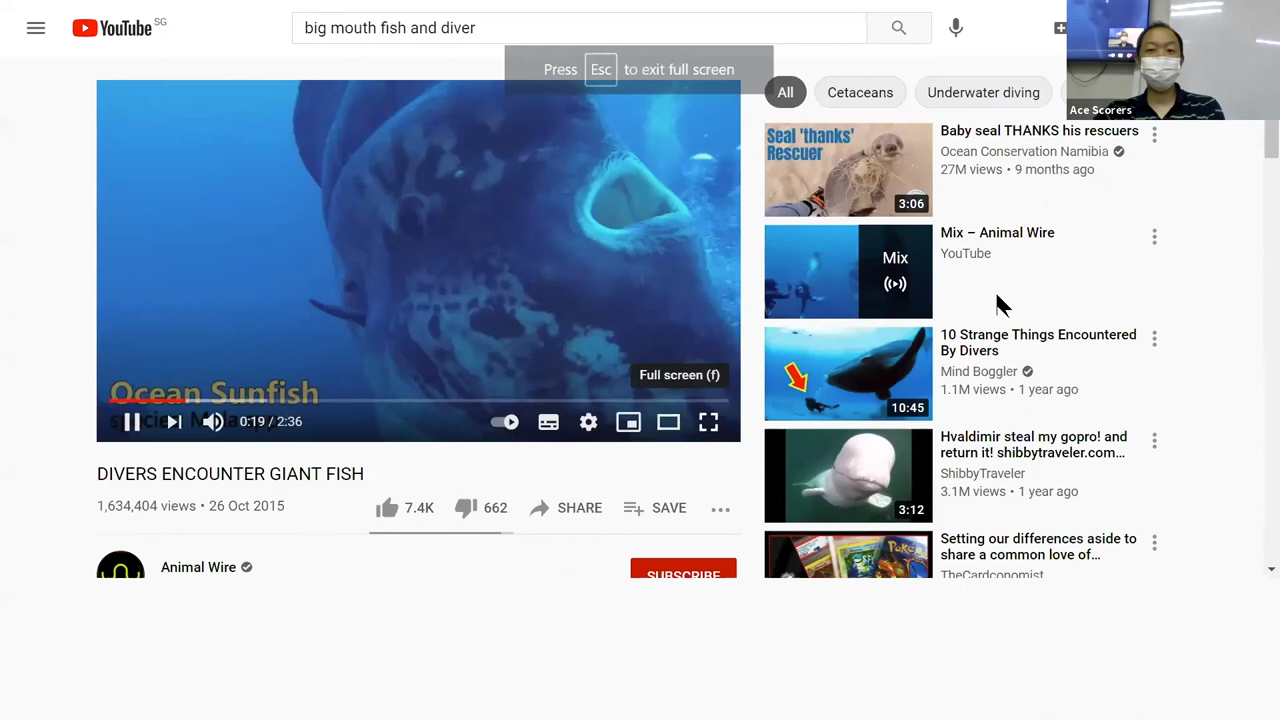 YouTube SG
big mouth fish and diver
Press Esc to exit full screen
Ace Scorers
All
Cetaceans
Underwater diving
Ocean Sunfish
Full screen (f)
0:19 / 2:36
DIVERS ENCOUNTER GIANT FISH
1,634,404 views • 26 Oct 2015
7.4K
662
SHARE
SAVE
Animal Wire
SUBSCRIBE
Seal 'thanks'
Rescuer
3:06
Baby seal THANKS his rescuers
Ocean Conservation Namibia
27M views • 9 months ago
Mix
Mix – Animal Wire
YouTube
10:45
10 Strange Things Encountered
By Divers
Mind Boggler
1.1M views • 1 year ago
3:12
Hvaldimir steal my gopro! and
return it! shibbytraveler.com...
ShibbyTraveler
3.1M views • 1 year ago
Setting our differences aside to
share a common love of...
TheCardconomist